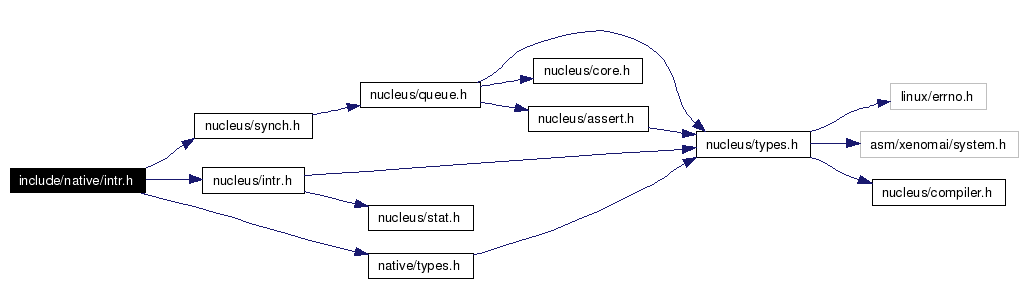 nucleus/core.h
nucleus/queue.h
linux/errno.h
nucleus/synch.h
nucleus/assert.h
nucleus/types.h
asm/xenomai/system.h
include/native/intr.h
nucleus/intr.h
nucleus/compiler.h
nucleus/stat.h
native/types.h